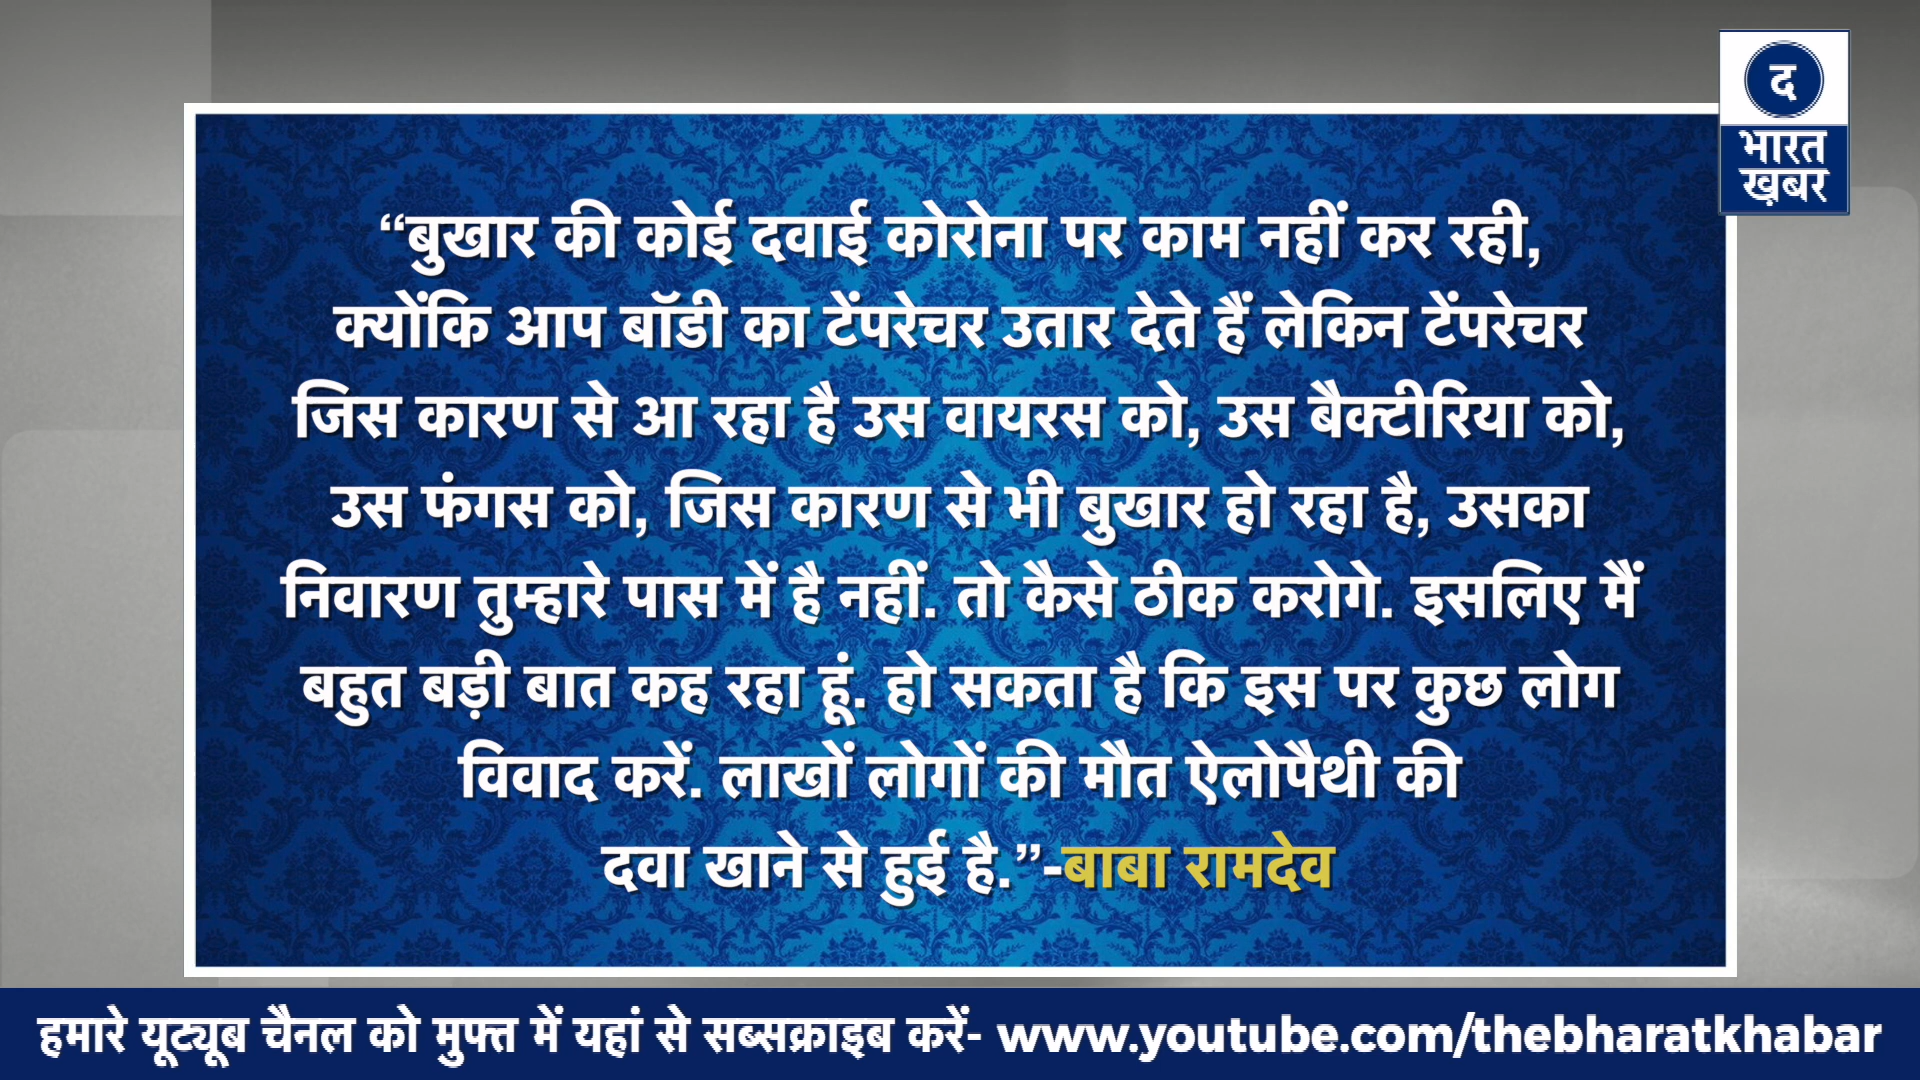 द
भारत
ख़बर
“बुखार की कोई दवाई कोरोना पर काम नहीं कर रही,
क्योंकि आप बॉडी का टेंपरेचर उतार देते हैं लेकिन टेंपरेचर
जिस कारण से आ रहा है उस वायरस को, उस बैक्टीरिया को,
उस फंगस को, जिस कारण से भी बुखार हो रहा है, उसका
निवारण तुम्हारे पास में है नहीं. तो कैसे ठीक करोगे. इसलिए मैं
बहुत बड़ी बात कह रहा हूं. हो सकता है कि इस पर कुछ लोग
विवाद करें. लाखों लोगों की मौत ऐलोपैथी की
दवा खाने से हुई है.”-बाबा रामदेव
हमारे यूट्यूब चैनल को मुफ्त में यहां से सब्सक्राइब करें- www.youtube.com/thebharatkhabar